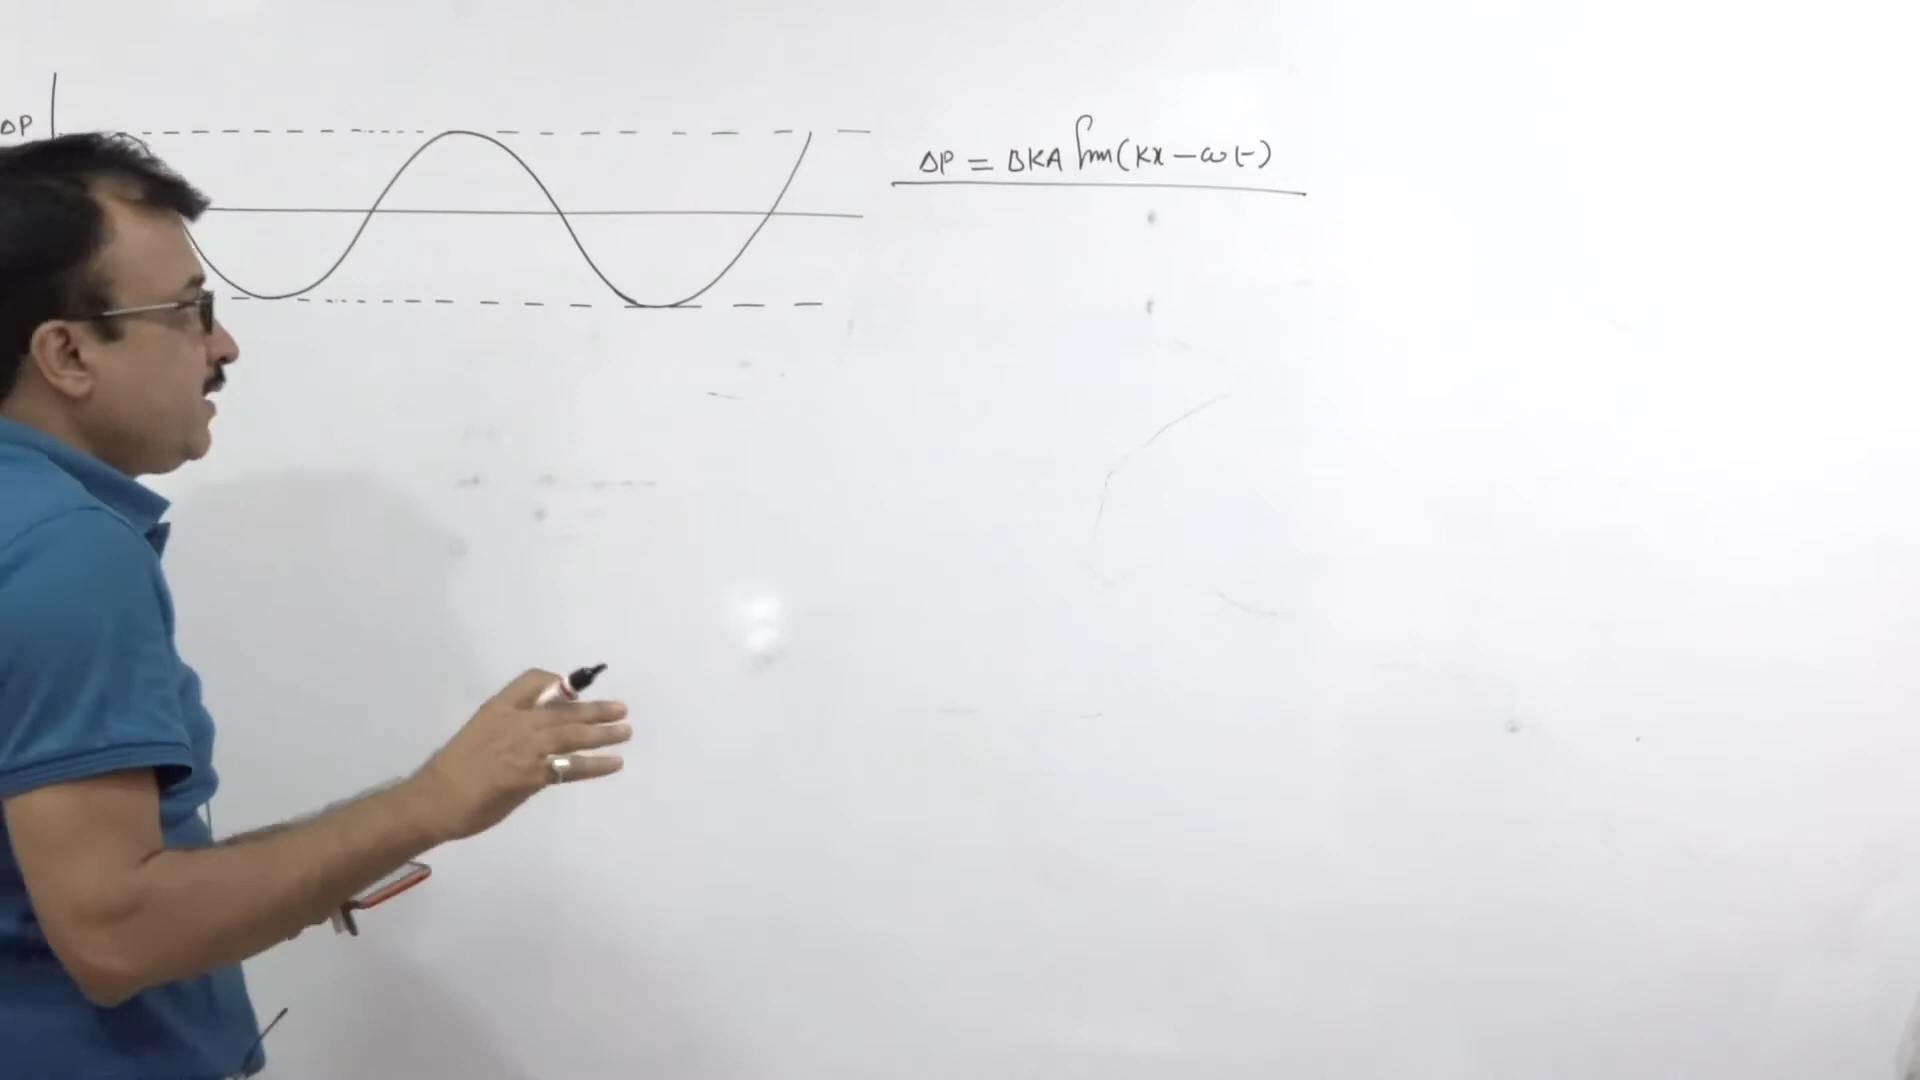 ΔP
ΔP = BKA Sin(Kx - ωt)